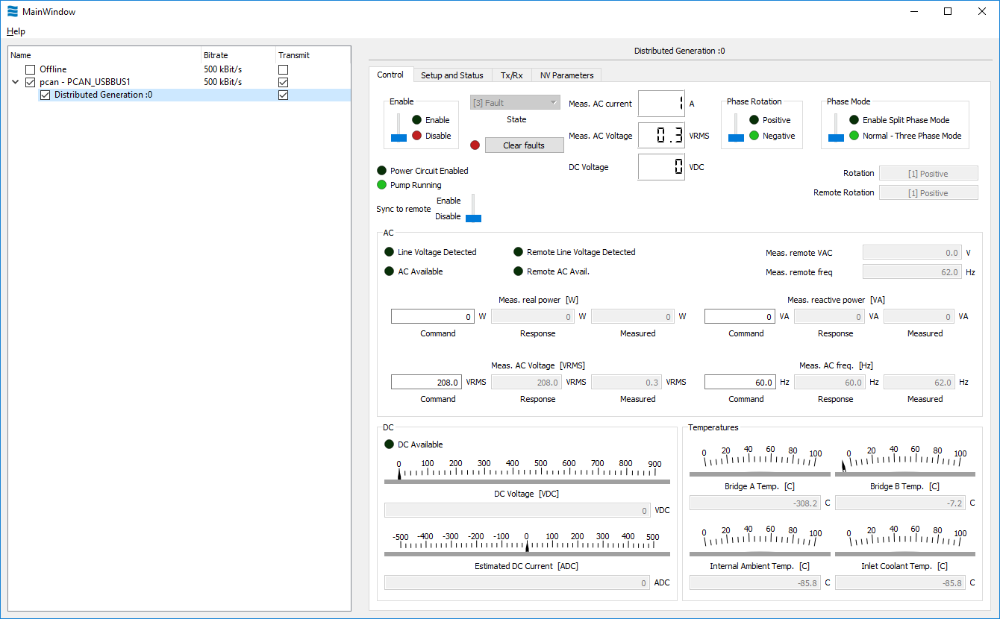 MainWindow
Help
Name Bitrate Transmit
Offline 500 kBit/s
pcan - PCAN_USBBUS1 500 kBit/s
Distributed Generation :0
Distributed Generation :0
Control Setup and Status Tx/Rx NV Parameters
Enable
Enable
Disable
[3] Fault
State
Clear faults
Meas. AC current 1 A
Meas. AC Voltage 0.3 VRMS
DC Voltage 0 VDC
Phase Rotation
Positive
Negative
Phase Mode
Enable Split Phase Mode
Normal - Three Phase Mode
Power Circuit Enabled
Pump Running
Sync to remote
Enable
Disable
Rotation [1] Positive
Remote Rotation [1] Positive
AC
Line Voltage Detected Remote Line Voltage Detected Meas. remote VAC 0.0 V
AC Available Remote AC Avail. Meas. remote freq 62.0 Hz
Meas. real power [W]
0 W 0 W 0 W
Command Response Measured
Meas. reactive power [VA]
0 VA 0 VA 0 VA
Command Response Measured
Meas. AC Voltage [VRMS]
208.0 VRMS 208.0 VRMS 0.3 VRMS
Command Response Measured
Meas. AC freq. [Hz]
60.0 Hz 60.0 Hz 62.0 Hz
Command Response Measured
DC
DC Available
0 100 200 300 400 500 600 700 800 900
DC Voltage [VDC]
0 VDC
-500 -400 -300 -200 -100 0 100 200 300 400 500
Estimated DC Current [ADC]
0 ADC
Temperatures
0 20 40 60 80 100
Bridge A Temp. [C]
-308.2 C
0 20 40 60 80 100
Bridge B Temp. [C]
-7.2 C
0 20 40 60 80 100
Internal Ambient Temp. [C]
-85.8 C
0 20 40 60 80 100
Inlet Coolant Temp. [C]
-85.8 C